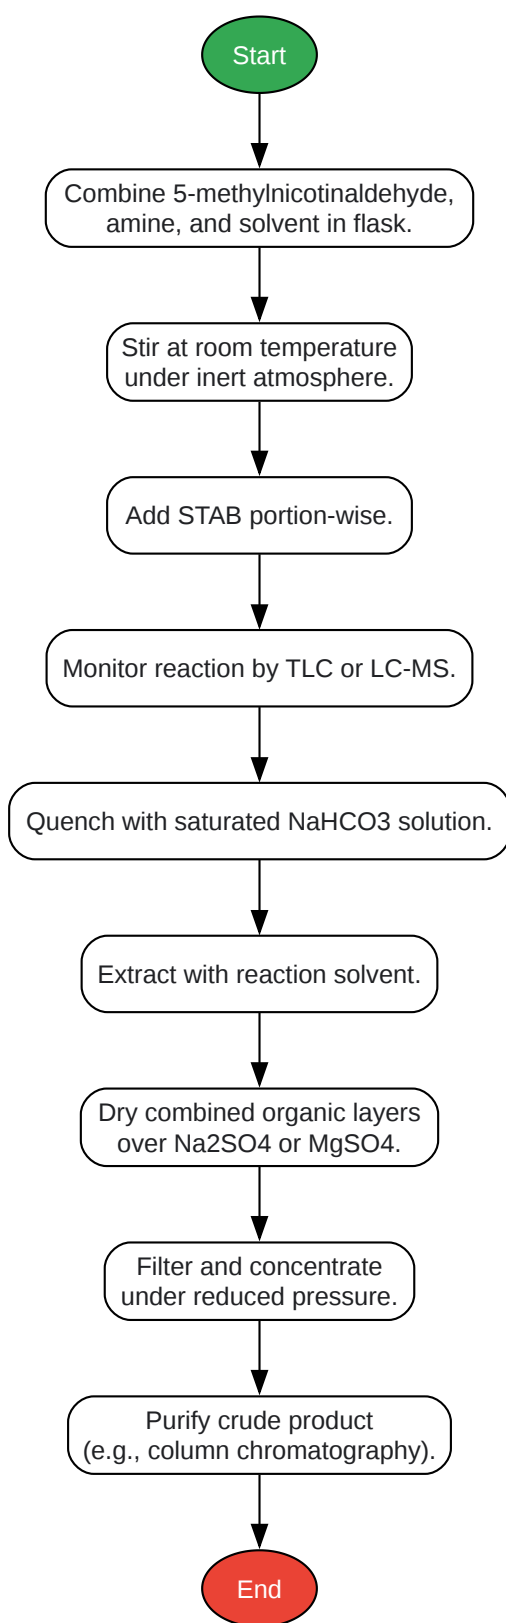 Start
Combine 5-methylnicotinaldehyde,
amine, and solvent in flask.
Stir at room temperature
under inert atmosphere.
Add STAB portion-wise.
Monitor reaction by TLC or LC-MS.
Quench with saturated NaHCO3 solution.
Extract with reaction solvent.
Dry combined organic layers
over Na2SO4 or MgSO4.
Filter and concentrate
under reduced pressure.
Purify crude product
(e.g., column chromatography).
End